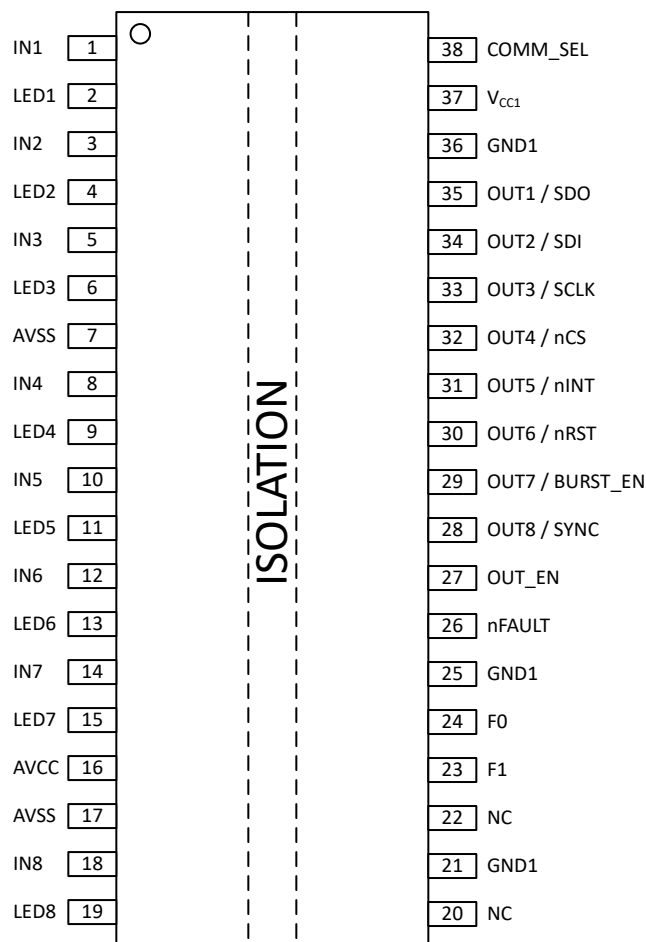 IN1 1 38 COMM_SEL
LED1 2 37 VCC1
IN2 3 36 GND1
LED2 4 35 OUT1 / SDO
IN3 5 34 OUT2 / SDI
LED3 6 33 OUT3 / SCLK
AVSS 7 32 OUT4 / nCS
IN4 8 31 OUT5 / nINT
LED4 9 30 OUT6 / nRST
IN5 10 29 OUT7 / BURST_EN
LED5 11 28 OUT8 / SYNC
IN6 12 27 OUT_EN
LED6 13 26 nFAULT
IN7 14 25 GND1
LED7 15 24 F0
AVCC 16 23 F1
AVSS 17 22 NC
IN8 18 21 GND1
LED8 19 20 NC
ISOLATION